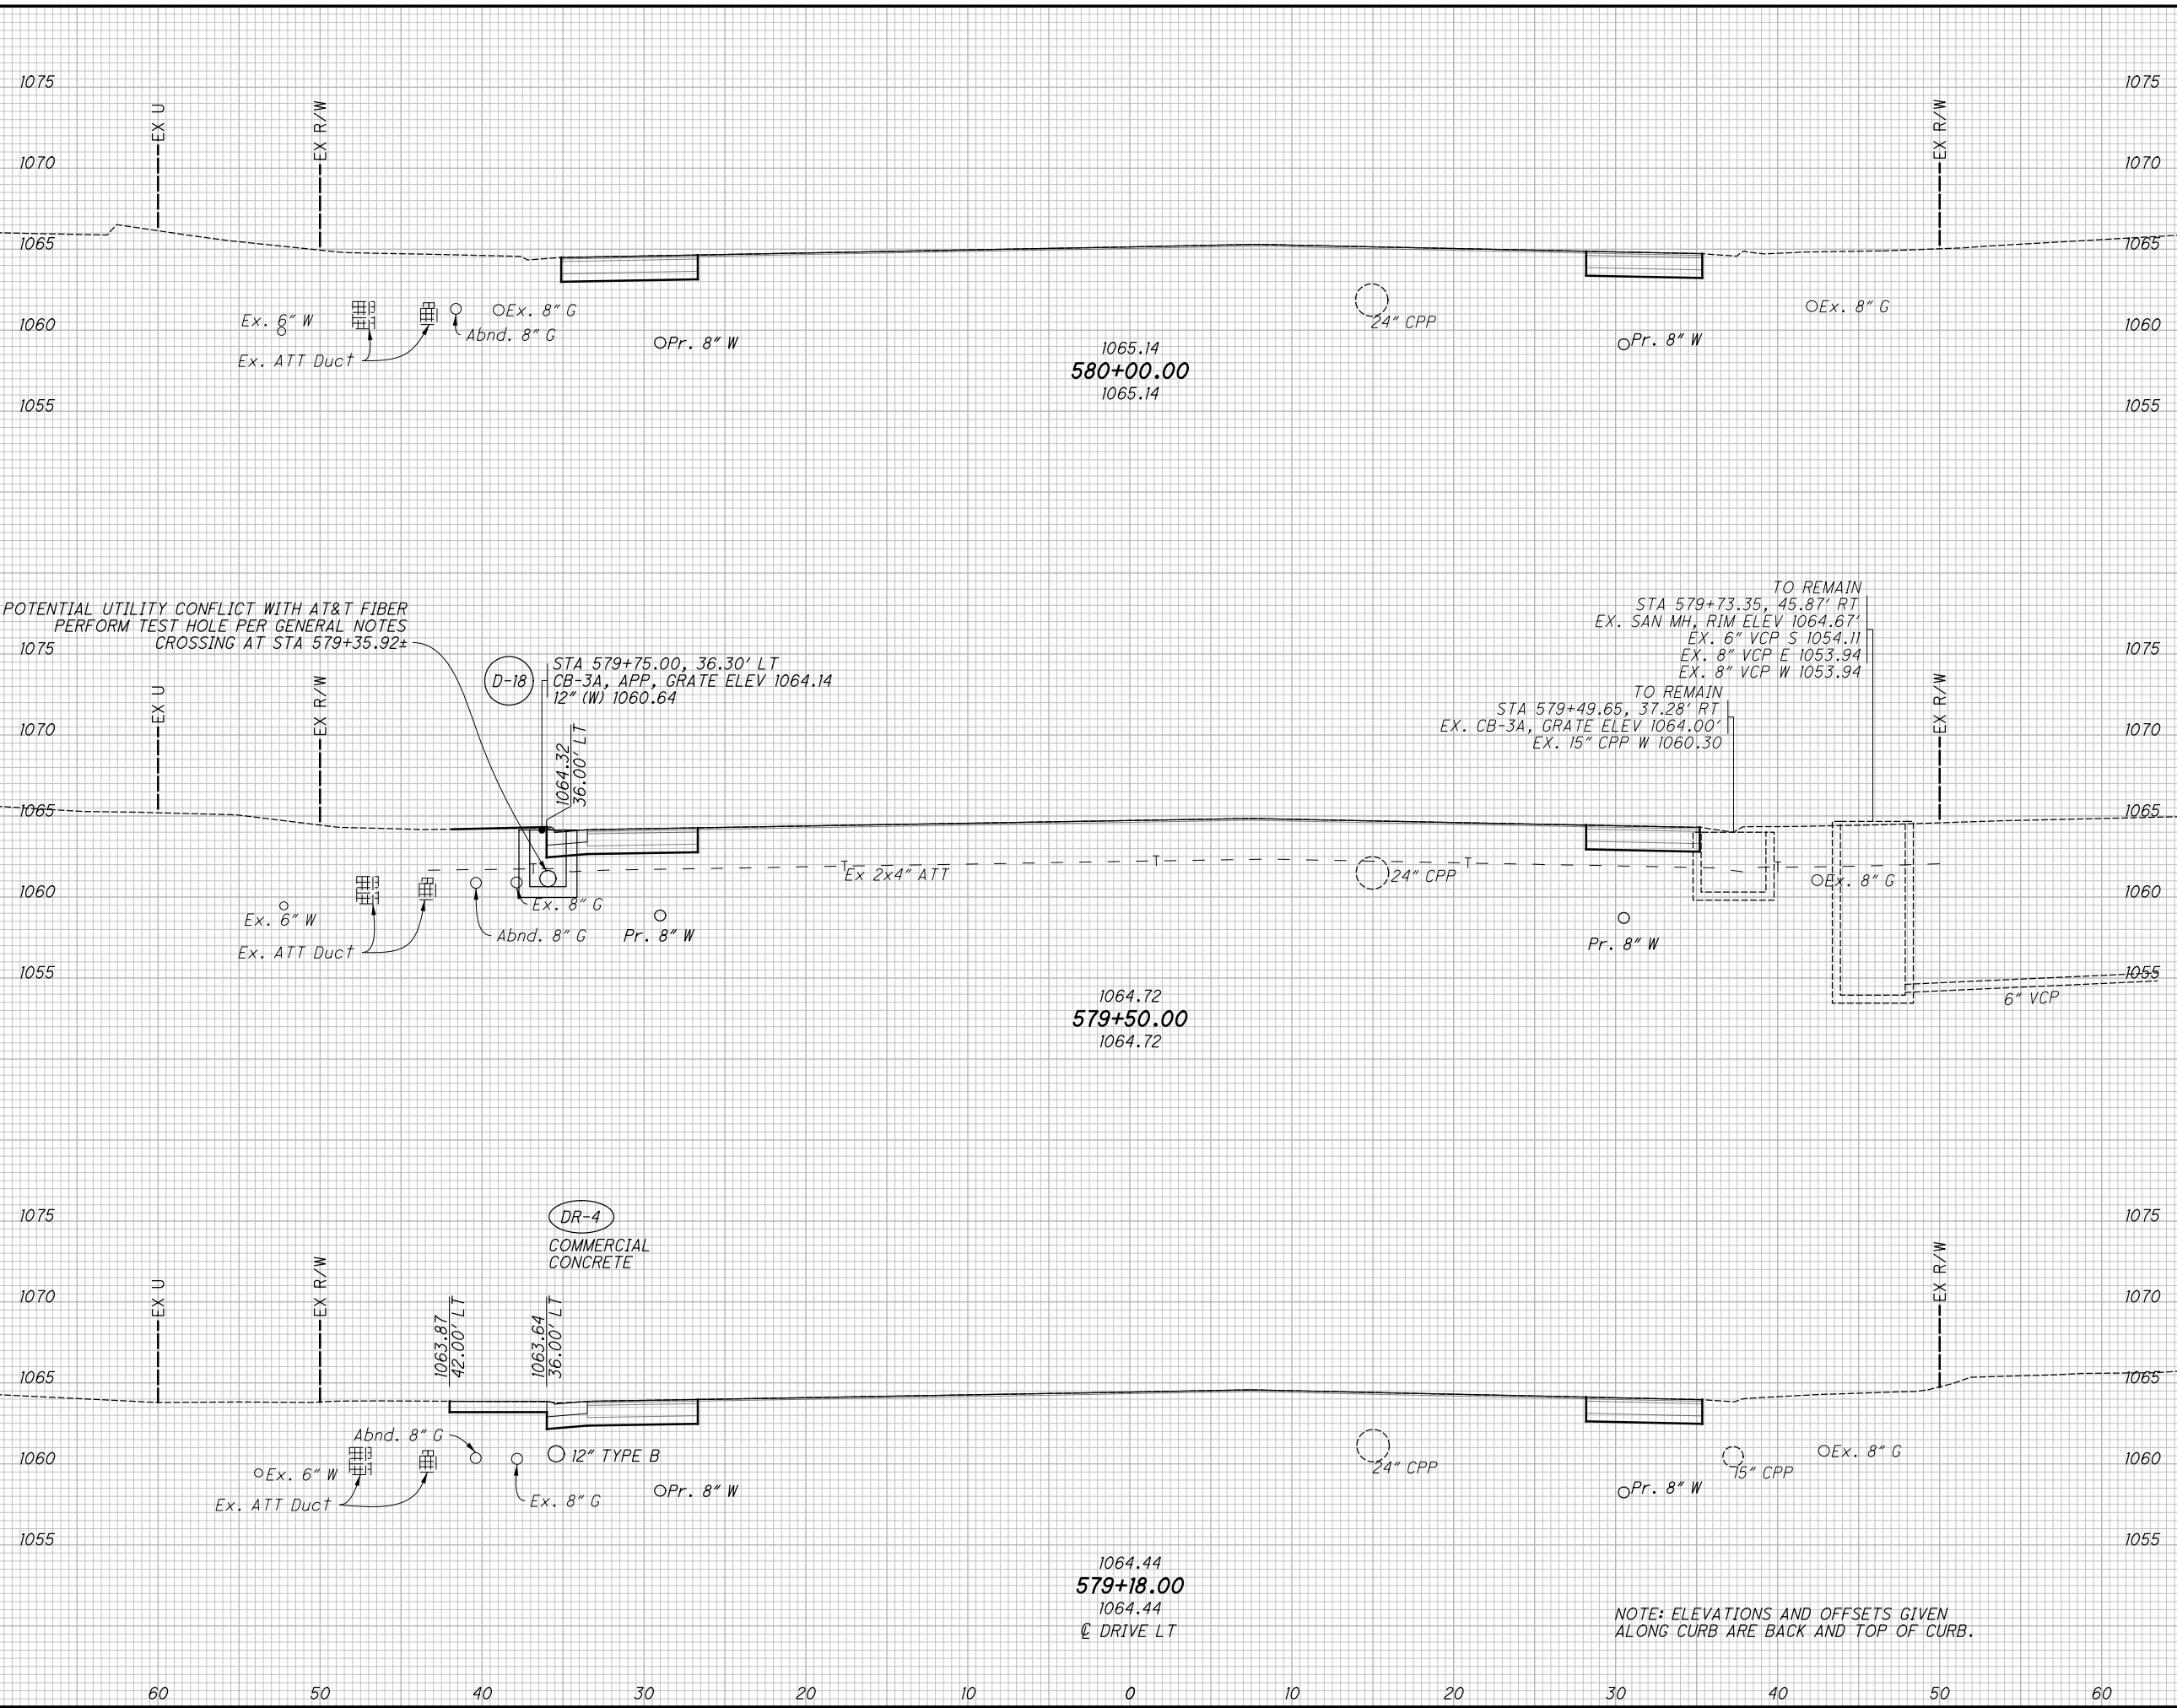 1075
1075
EX U
EX R/W
EX R/W
1070
1070
1065
1065
Ex. 6" W
Ex. 8" G
Abnd. 8" G
Ex. ATT Duct
Pr. 8" W
24" CPP
Ex. 8" G
Pr. 8" W
1060
1060
1065.14
580+00.00
1065.14
1055
1055
POTENTIAL UTILITY CONFLICT WITH AT&T FIBER
PERFORM TEST HOLE PER GENERAL NOTES
CROSSING AT STA 579+35.92±
TO REMAIN
STA 579+73.35, 45.87' RT
EX. SAN MH, RIM ELEV 1064.67'
EX. 6" VCP S 1054.11
EX. 8" VCP E 1053.94
EX. 8" VCP W 1053.94
1075
1075
D-18
STA 579+75.00, 36.30' LT
CB-3A, APP, GRATE ELEV 1064.14
12" (W) 1060.64
TO REMAIN
STA 579+49.65, 37.28' RT
EX. CB-3A, GRATE ELEV 1064.00'
EX. 15" CPP W 1060.30
EX U
EX R/W
EX R/W
1070
1070
1064.32
36.00' LT
1065
1065
T
T
T
T
T
Ex 2x4" ATT
24" CPP
Ex. 8" G
1060
1060
Ex. 6" W
Ex. 8" G
Abnd. 8" G
Pr. 8" W
Pr. 8" W
Ex. ATT Duct
1055
1055
6" VCP
1064.72
579+50.00
1064.72
1075
1075
DR-4
COMMERCIAL
CONCRETE
EX U
EX R/W
EX R/W
1070
1070
1063.87
42.00' LT
1063.64
36.00' LT
1065
1065
Abnd. 8" G
12" TYPE B
Ex. 6" W
Ex. ATT Duct
Ex. 8" G
Pr. 8" W
24" CPP
Pr. 8" W
15" CPP
Ex. 8" G
1060
1060
1055
1055
1064.44
579+18.00
1064.44
℄ DRIVE LT
NOTE: ELEVATIONS AND OFFSETS GIVEN
ALONG CURB ARE BACK AND TOP OF CURB.
60 50 40 30 20 10 0 10 20 30 40 50 60